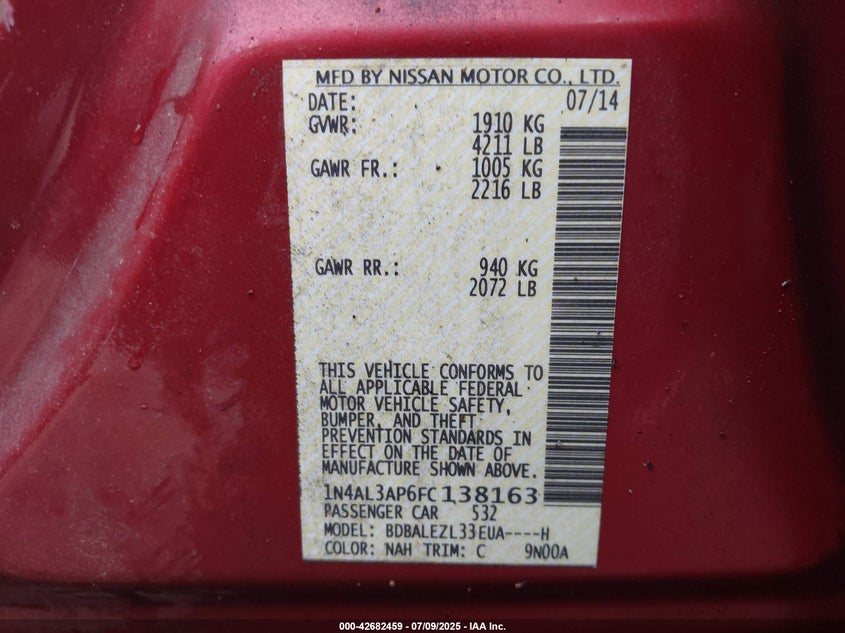 MFD BY NISSAN MOTOR CO., LTD.
DATE: 07/14
GVWR: 1910 KG
4211 LB
GAWR FR.: 1005 KG
2216 LB
GAWR RR.: 940 KG
2072 LB
THIS VEHICLE CONFORMS TO
ALL APPLICABLE FEDERAL
MOTOR VEHICLE SAFETY,
BUMPER, AND THEFT
PREVENTION STANDARDS IN
EFFECT ON THE DATE OF
MANUFACTURE SHOWN ABOVE.
1N4AL3AP6FC138163
PASSENGER CAR 532
MODEL: BDBALEZL33EUA----H
COLOR: NAH TRIM: C 9N00A
000-42682459 - 07/09/2025 - IAA Inc.